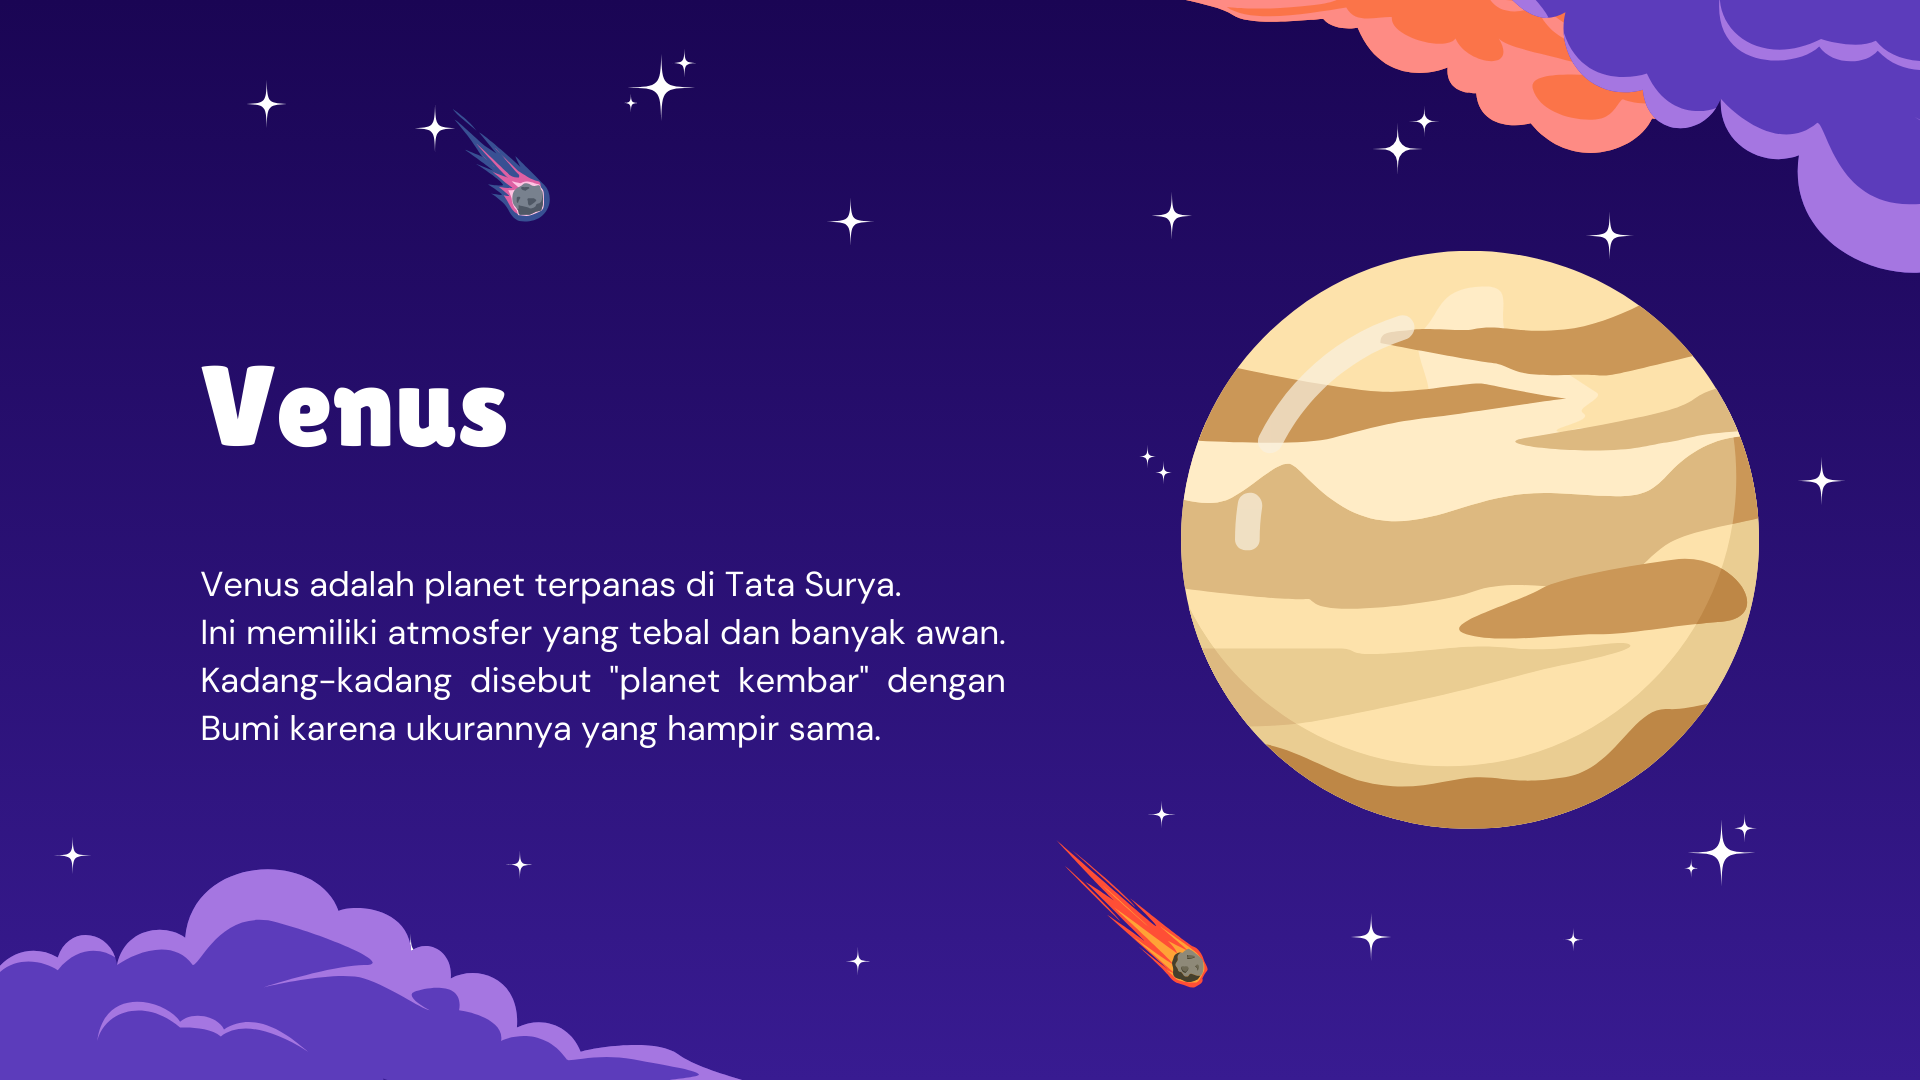 Venus
Venus adalah planet terpanas di Tata Surya.
Ini memiliki atmosfer yang tebal dan banyak awan.
Kadang-kadang disebut "planet kembar" dengan
Bumi karena ukurannya yang hampir sama.